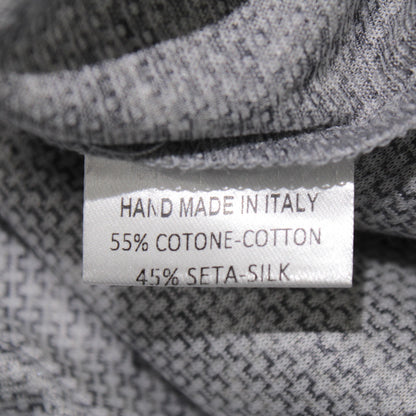 HAND MADE IN ITALY
55% COTONE-COTTON
45% SETA-SILK